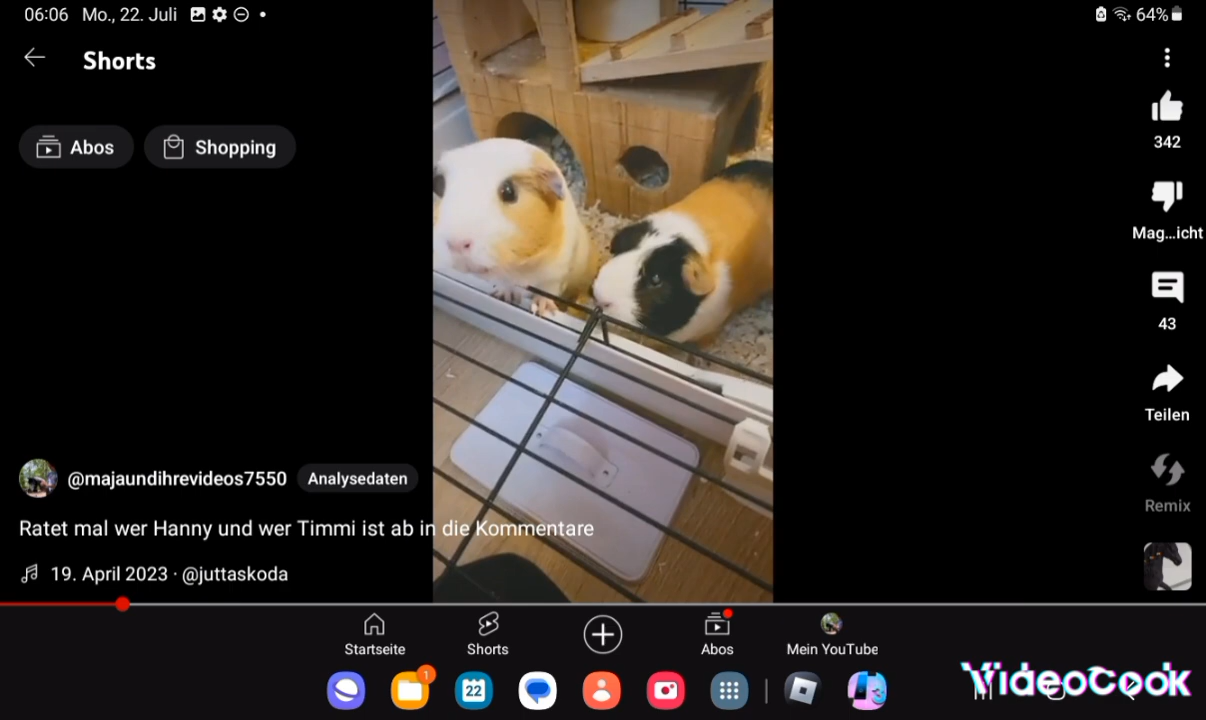 06:06 Mo., 22. Juli 64%
Shorts
Abos Shopping
342
Mag...icht
43
Teilen
@majaundihrevideos7550 Analysedaten
Remix
Ratet mal wer Hanny und wer Timmi ist ab in die Kommentare
19. April 2023 · @juttaskoda
Startseite Shorts Abos Mein YouTube
1
22
VideoCook